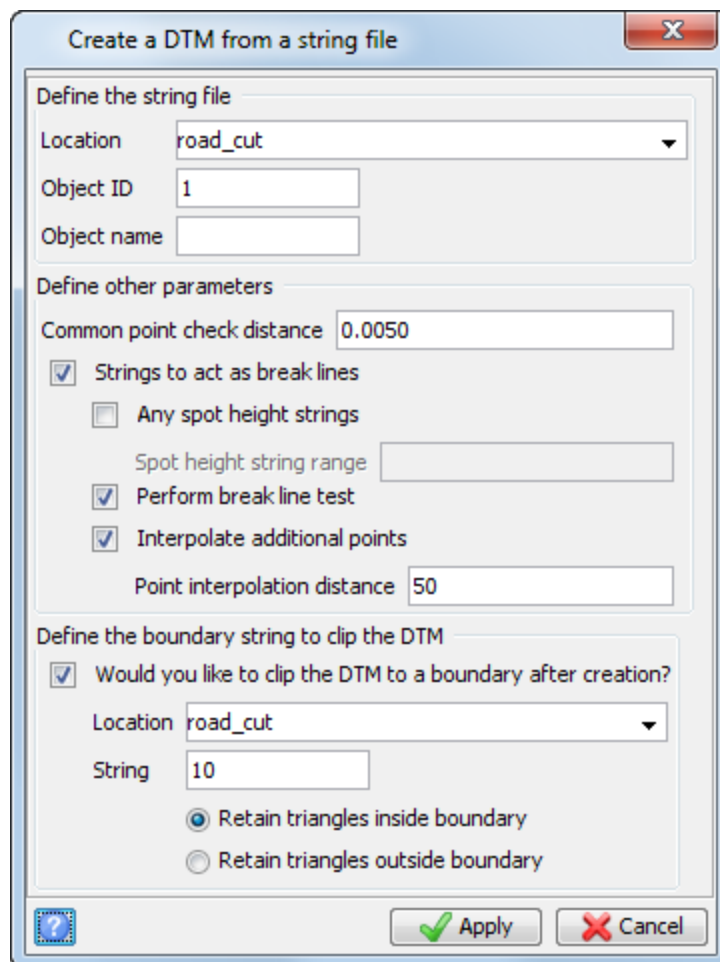 Create a DTM from a string file
Define the string file
Location road_cut
Object ID 1
Object name
Define other parameters
Common point check distance 0.0050
Strings to act as break lines
Any spot height strings
Spot height string range
Perform break line test
Interpolate additional points
Point interpolation distance 50
Define the boundary string to clip the DTM
Would you like to clip the DTM to a boundary after creation?
Location road_cut
String 10
Retain triangles inside boundary
Retain triangles outside boundary
? Apply Cancel